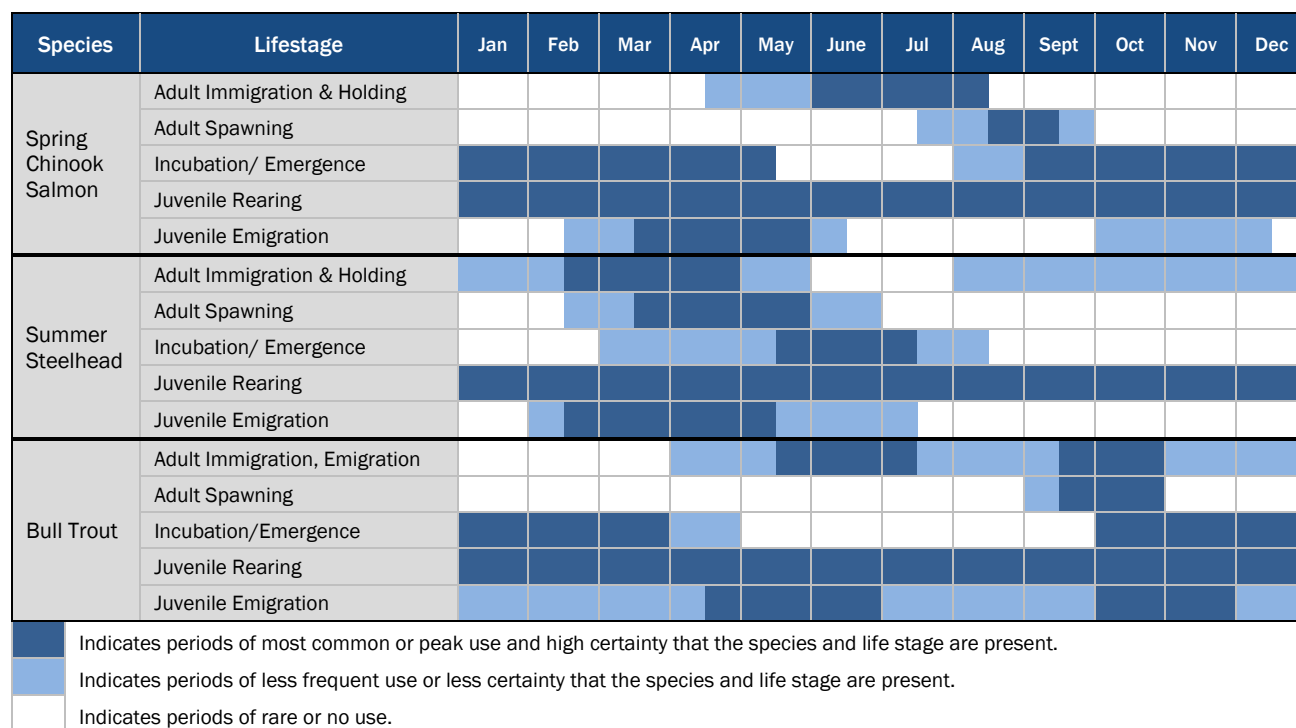 Species Lifestage Jan Feb Mar Apr May June Jul Aug Sept Oct Nov Dec
Spring Chinook Salmon
Adult Immigration & Holding
Adult Spawning
Incubation/ Emergence
Juvenile Rearing
Juvenile Emigration
Summer Steelhead
Adult Immigration & Holding
Adult Spawning
Incubation/ Emergence
Juvenile Rearing
Juvenile Emigration
Bull Trout
Adult Immigration, Emigration
Adult Spawning
Incubation/Emergence
Juvenile Rearing
Juvenile Emigration
Indicates periods of most common or peak use and high certainty that the species and life stage are present.
Indicates periods of less frequent use or less certainty that the species and life stage are present.
Indicates periods of rare or no use.